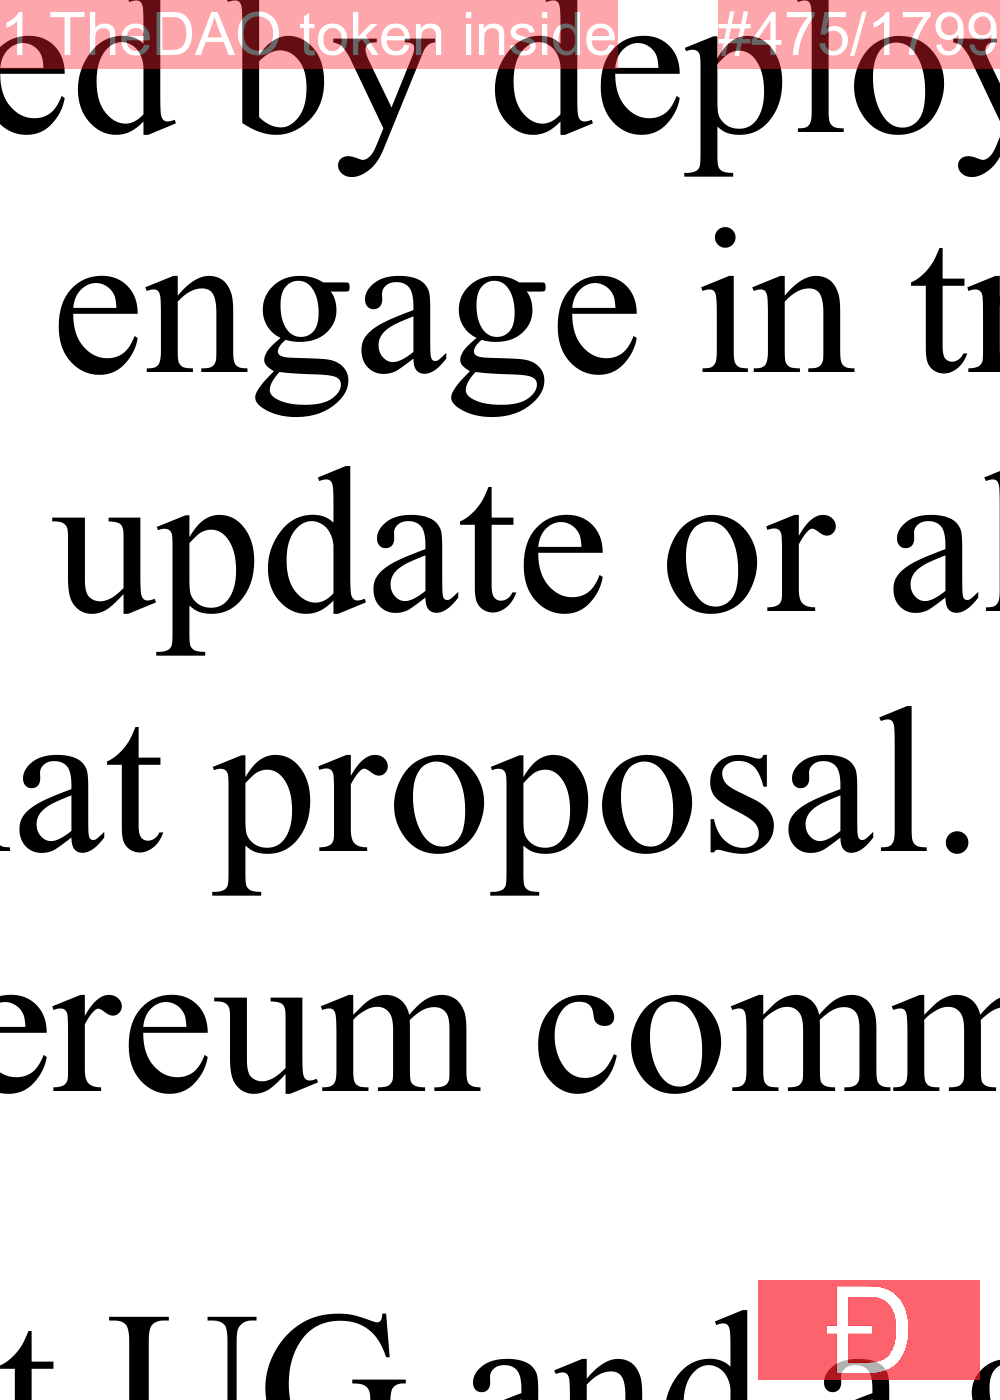 1 TheDAO token inside #475/1799
ed by deploy
engage in tr
update or al
at proposal.
ereum comm
t UG and a
Đ